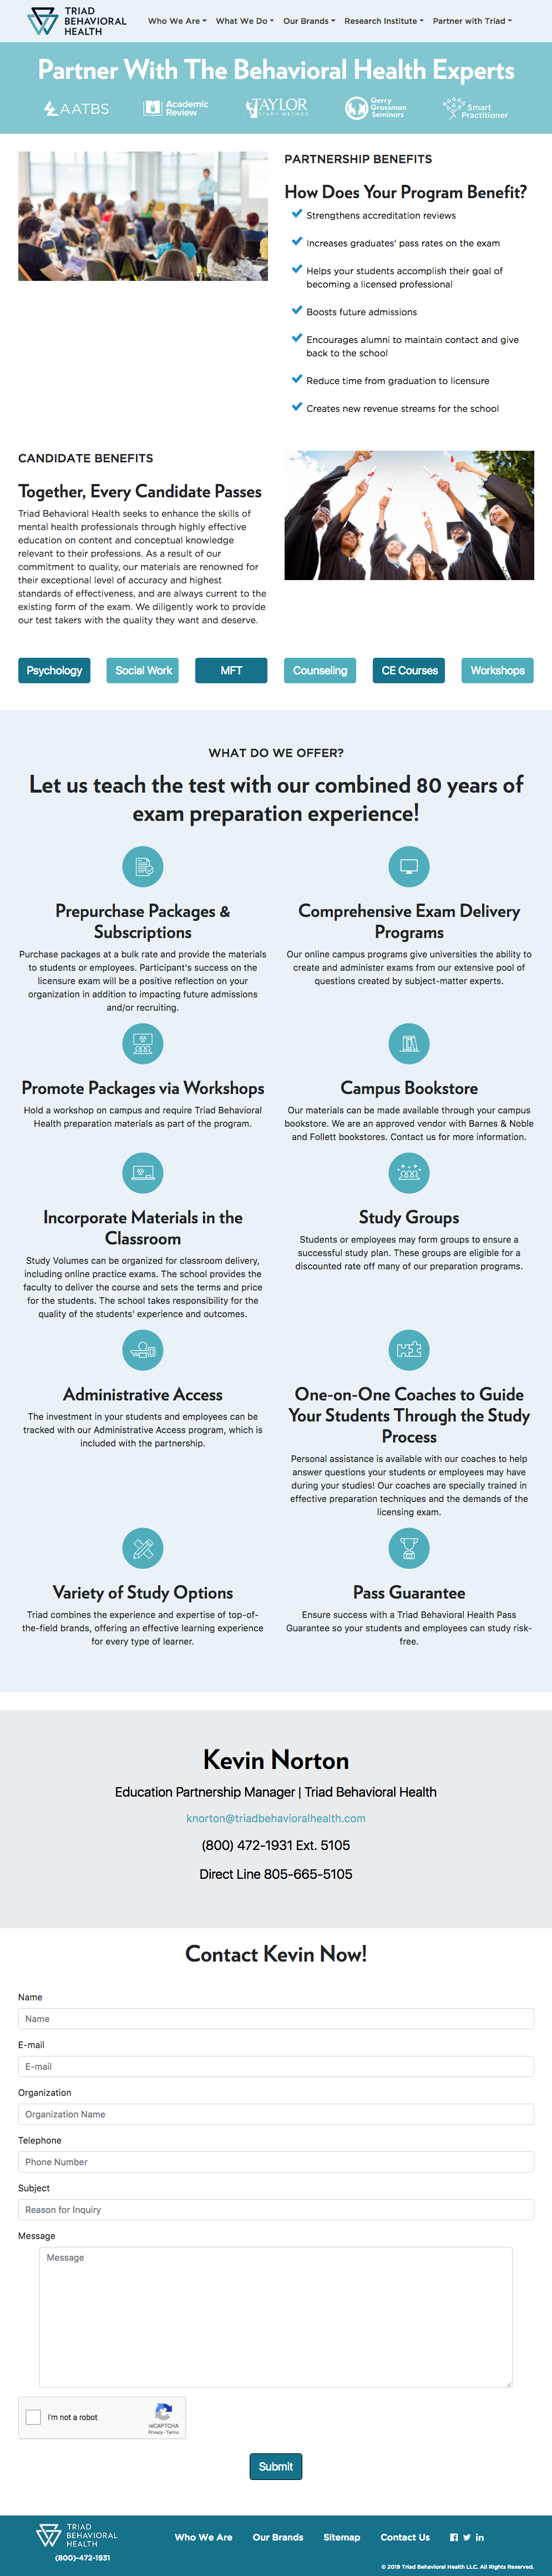 TRIAD
BEHAVIORAL
HEALTH
Who We Are
What We Do
Our Brands
Research Institute
Partner with Triad
Partner With The Behavioral Health Experts
AATBS
Academic
Review
TAYLOR
STUDY METHOD
Gerry
Grossman
Seminars
Smart
Practitioner
PARTNERSHIP BENEFITS
How Does Your Program Benefit?
Strengthens accreditation reviews
Increases graduates' pass rates on the exam
Helps your students accomplish their goal of
becoming a licensed professional
Boosts future admissions
Encourages alumni to maintain contact and give
back to the school
Reduce time from graduation to licensure
Creates new revenue streams for the school
CANDIDATE BENEFITS
Together, Every Candidate Passes
Triad Behavioral Health seeks to enhance the skills of
mental health professionals through highly effective
education on content and conceptual knowledge
relevant to their professions. As a result of our
commitment to quality, our materials are renowned for
their exceptional level of accuracy and highest
standards of effectiveness, and are always current to the
existing form of the exam. We diligently work to provide
our test takers with the quality they want and deserve.
Psychology
Social Work
MFT
Counseling
CE Courses
Workshops
WHAT DO WE OFFER?
Let us teach the test with our combined 80 years of
exam preparation experience!
Prepurchase Packages &
Subscriptions
Purchase packages at a bulk rate and provide the materials
to students or employees. Participant's success on the
licensure exam will be a positive reflection on your
organization in addition to impacting future admissions
and/or recruiting.
Comprehensive Exam Delivery
Programs
Our online campus programs give universities the ability to
create and administer exams from our extensive pool of
questions created by subject-matter experts.
Promote Packages via Workshops
Hold a workshop on campus and require Triad Behavioral
Health preparation materials as part of the program.
Campus Bookstore
Our materials can be made available through your campus
bookstore. We are an approved vendor with Barnes & Noble
and Follett bookstores. Contact us for more information.
Incorporate Materials in the
Classroom
Study Volumes can be organized for classroom delivery,
including online practice exams. The school provides the
faculty to deliver the course and sets the terms and price
for the students. The school takes responsibility for the
quality of the students' experience and outcomes.
Study Groups
Students or employees may form groups to ensure a
successful study plan. These groups are eligible for a
discounted rate off many of our preparation programs.
Administrative Access
The investment in your students and employees can be
tracked with our Administrative Access program, which is
included with the partnership.
One-on-One Coaches to Guide
Your Students Through the Study
Process
Personal assistance is available with our coaches to help
answer questions your students or employees may have
during your studies! Our coaches are specially trained in
effective preparation techniques and the demands of the
licensing exam.
Variety of Study Options
Triad combines the experience and expertise of top-of-
the-field brands, offering an effective learning experience
for every type of learner.
Pass Guarantee
Ensure success with a Triad Behavioral Health Pass
Guarantee so your students and employees can study risk-
free.
Kevin Norton
Education Partnership Manager | Triad Behavioral Health
knorton@triadbehavioralhealth.com
(800) 472-1931 Ext. 5105
Direct Line 805-665-5105
Contact Kevin Now!
Name
Name
E-mail
E-mail
Organization
Organization Name
Telephone
Phone Number
Subject
Reason for Inquiry
Message
Message
I'm not a robot
reCAPTCHA
Privacy - Terms
Submit
TRIAD
BEHAVIORAL
HEALTH
(800)-472-1931
Who We Are
Our Brands
Sitemap
Contact Us
© 2019 Triad Behavioral Health LLC. All Rights Reserved.